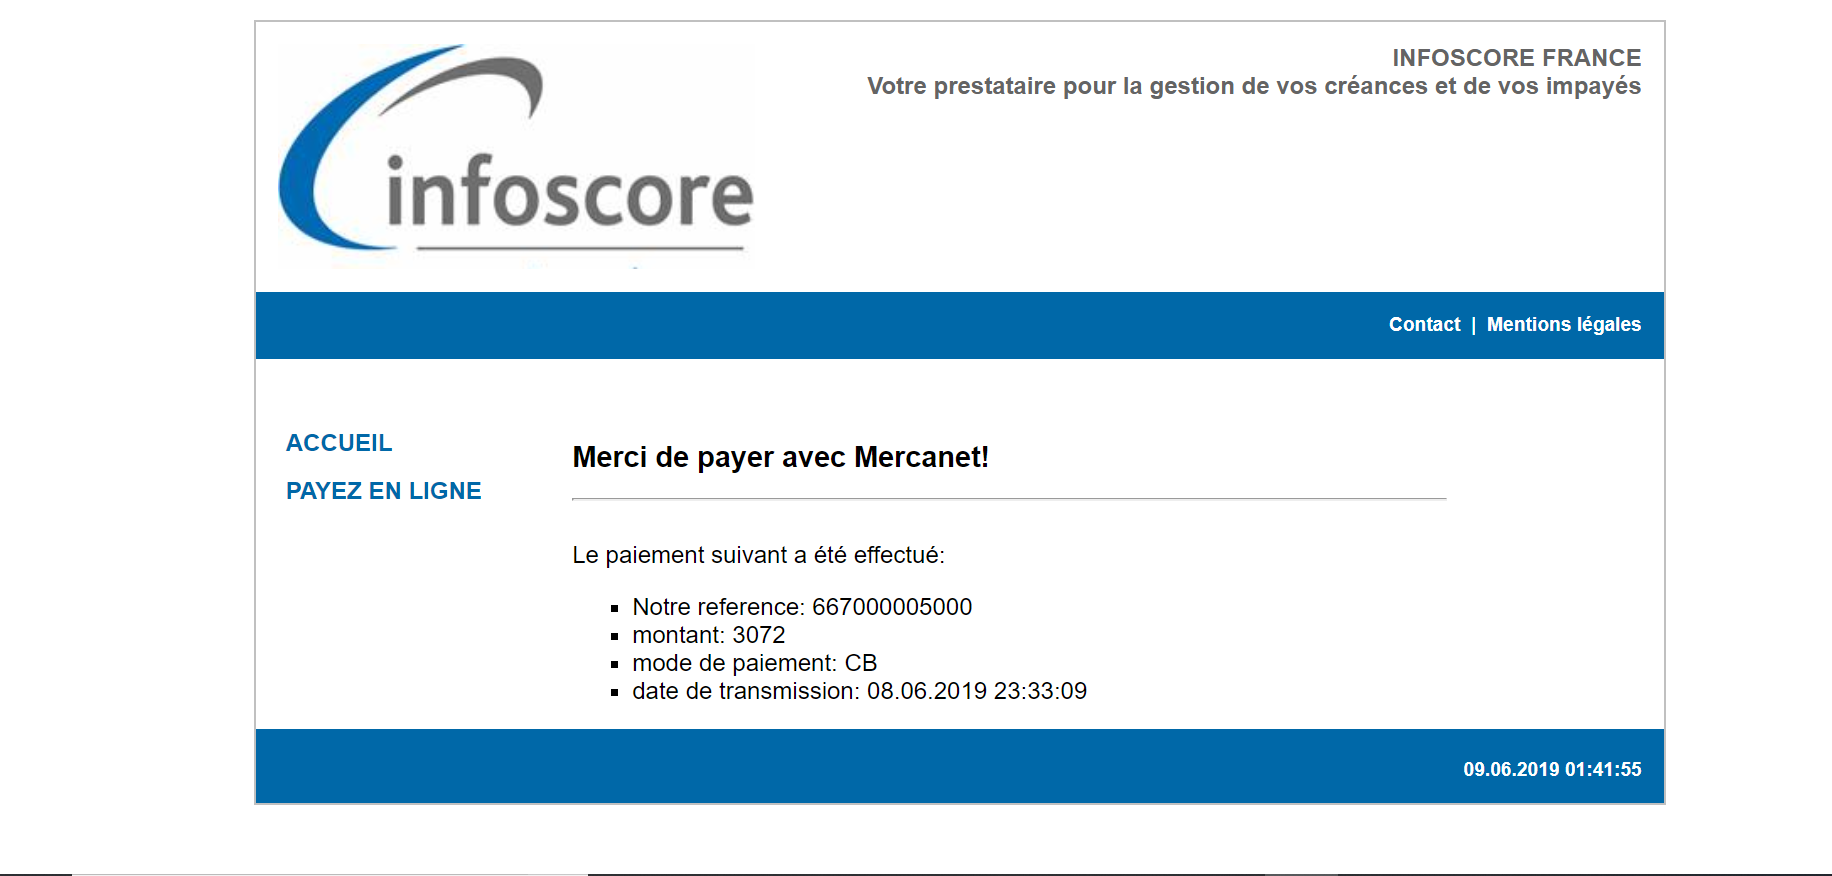 infoscore
INFOSCORE FRANCE
Votre prestataire pour la gestion de vos créances et de vos impayés
Contact | Mentions légales
ACCUEIL
PAYEZ EN LIGNE
Merci de payer avec Mercanet!
Le paiement suivant a été effectué:
Notre reference: 667000005000
montant: 3072
mode de paiement: CB
date de transmission: 08.06.2019 23:33:09
09.06.2019 01:41:55